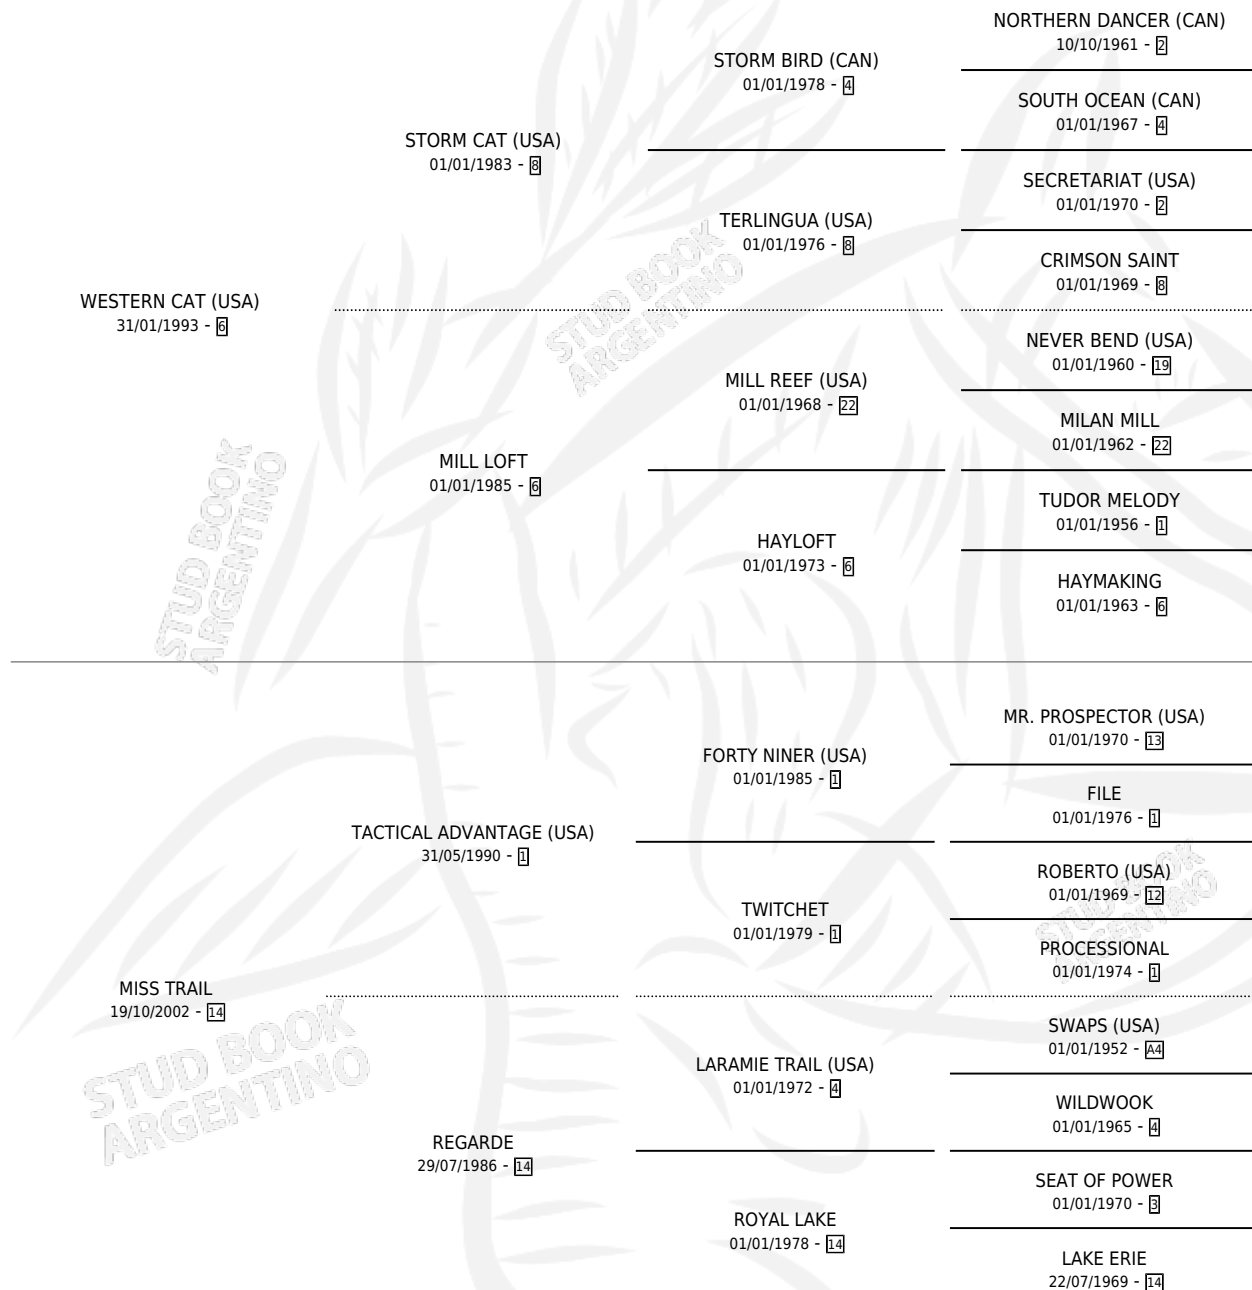 NORTHERN DANCER (CAN)
10/10/1961 - 2
STORM BIRD (CAN)
01/01/1978 - 4
SOUTH OCEAN (CAN)
01/01/1967 - 4
STORM CAT (USA)
01/01/1983 - 8
SECRETARIAT (USA)
01/01/1970 - 2
TERLINGUA (USA)
01/01/1976 - 8
CRIMSON SAINT
01/01/1969 - 8
WESTERN CAT (USA)
31/01/1993 - 6
NEVER BEND (USA)
01/01/1960 - 19
MILL REEF (USA)
01/01/1968 - 22
MILAN MILL
01/01/1962 - 22
MILL LOFT
01/01/1985 - 6
TUDOR MELODY
01/01/1956 - 1
HAYLOFT
01/01/1973 - 6
HAYMAKING
01/01/1963 - 6
MR. PROSPECTOR (USA)
01/01/1970 - 13
FORTY NINER (USA)
01/01/1985 - 1
FILE
01/01/1976 - 1
TACTICAL ADVANTAGE (USA)
31/05/1990 - 1
ROBERTO (USA)
01/01/1969 - 12
TWITCHET
01/01/1979 - 1
PROCESSIONAL
01/01/1974 - 1
MISS TRAIL
19/10/2002 - 14
SWAPS (USA)
01/01/1952 - A4
LARAMIE TRAIL (USA)
01/01/1972 - 4
WILDWOOK
01/01/1965 - 4
REGARDE
29/07/1986 - 14
SEAT OF POWER
01/01/1970 - 3
ROYAL LAKE
01/01/1978 - 14
LAKE ERIE
22/07/1969 - 14
STUD BOOK
ARGENTINO
STUD BOOK
ARGENTINO
STUD BOOK
ARGENTINO
STUD BOOK
ARGENTINO